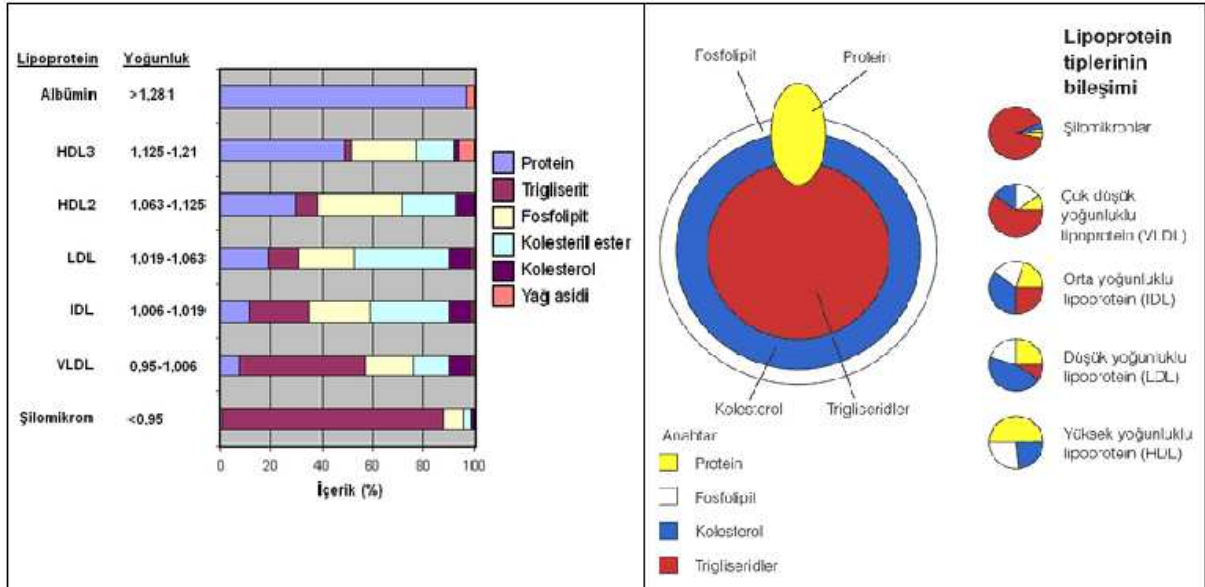 Lipoprotein Yoğunluk
Albümin >1,281
HDL3 1,125-1,21
HDL2 1,063-1,125
LDL 1,019-1,063
IDL 1,006-1,019
VLDL 0,95-1,006
Şilomikron <0,95
0 20 40 60 80 100
İçerik (%)
Protein
Trigliserit
Fosfolipit
Kolesteril ester
Kolesterol
Yağ asidi
Fosfolipit
Protein
Kolesterol
Trigliseridler
Anahtar
Protein
Fosfolipit
Kolesterol
Trigliseridler
Lipoprotein
tiplerinin
bileşimi
Şilomikronlar
Çuk düşük
yoğunluklu
lipoprotein (VLDL)
Orta yoğunluklu
lipoprotein (IDL)
Düşük yoğunluklu
lipoprotein (LDL)
Yüksek yoğunluklu
lipoprotein (HDL)